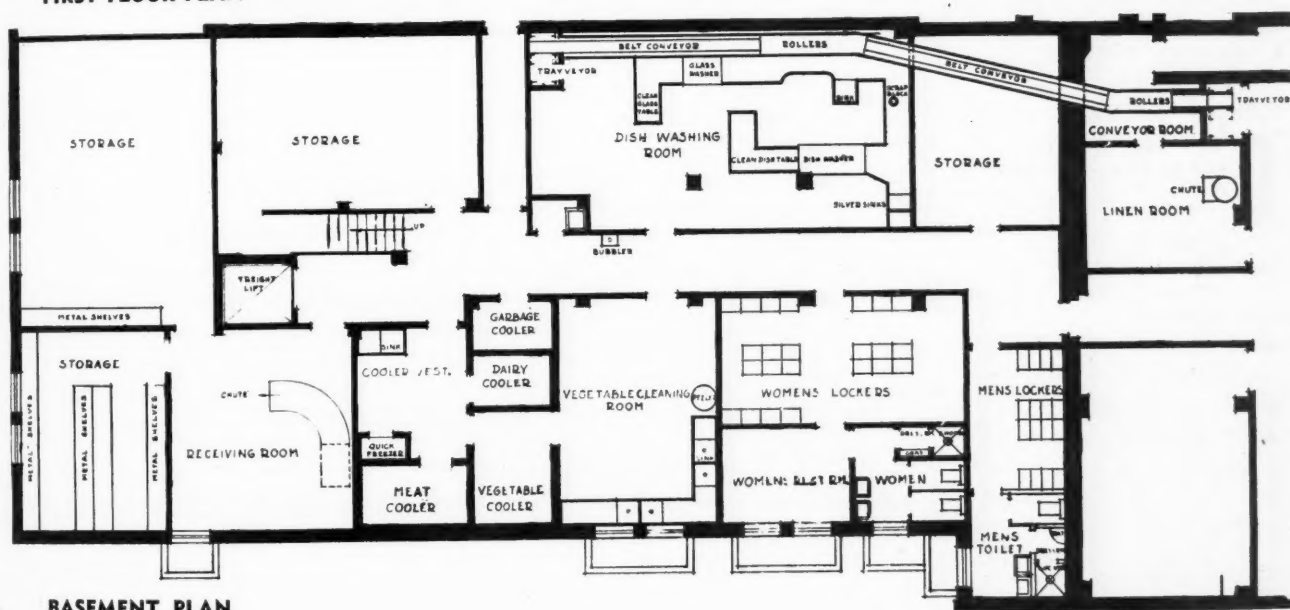 BELT CONVEYOR
ROLLERS
TRAYVEYOR
GLASS
WASHER
BELT CONVEYOR
CLEAN
GLASS
TABLE
SCRAP
BLOCK
ROLLERS
TRAYVEYOR
CONVEYOR ROOM
STORAGE
STORAGE
DISH WASHING
ROOM
CLEAN DISH TABLE
DISH WASHER
STORAGE
CHUTE
LINEN ROOM
SILVER SINKS
UP
BUBBLER
FREIGHT
LIFT
METAL SHELVES
GARBAGE
COOLER
SINK
STORAGE
COOLER VEST.
DAIRY
COOLER
CHUTE
VEGETABLE CLEANING
ROOM
WOMENS LOCKERS
MENS LOCKERS
METAL SHELVES
METAL SHELVES
METAL SHELVES
RECEIVING ROOM
QUICK
FREEZER
SINK
MEAT
COOLER
VEGETABLE
COOLER
WOMENS REST RM.
WOMEN
MENS
TOILET
BASEMENT PLAN